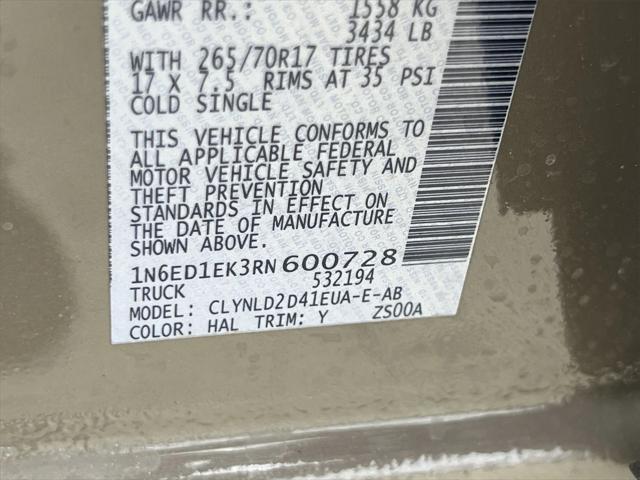 GAWR RR.: 1558 KG
3434 LB
WITH 265/70R17 TIRES
17 X 7.5 RIMS AT 35 PSI
COLD SINGLE
THIS VEHICLE CONFORMS TO
ALL APPLICABLE FEDERAL
MOTOR VEHICLE SAFETY AND
THEFT PREVENTION
STANDARDS IN EFFECT ON
THE DATE OF MANUFACTURE
SHOWN ABOVE.
1N6ED1EK3RN600728
TRUCK 532194
MODEL: CLYNLD2D41EUA-E-AB
COLOR: HAL TRIM: Y ZS00A